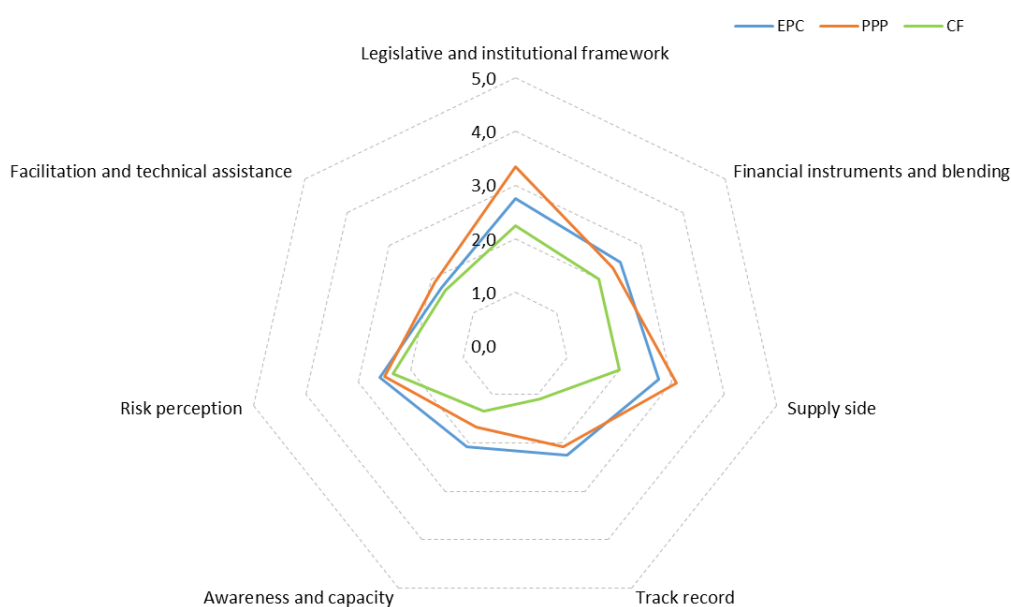 EPC PPP CF
Legislative and institutional framework
5,0
4,0
Facilitation and technical assistance
Financial instruments and blending
3,0
2,0
1,0
0,0
Risk perception
Supply side
Awareness and capacity
Track record